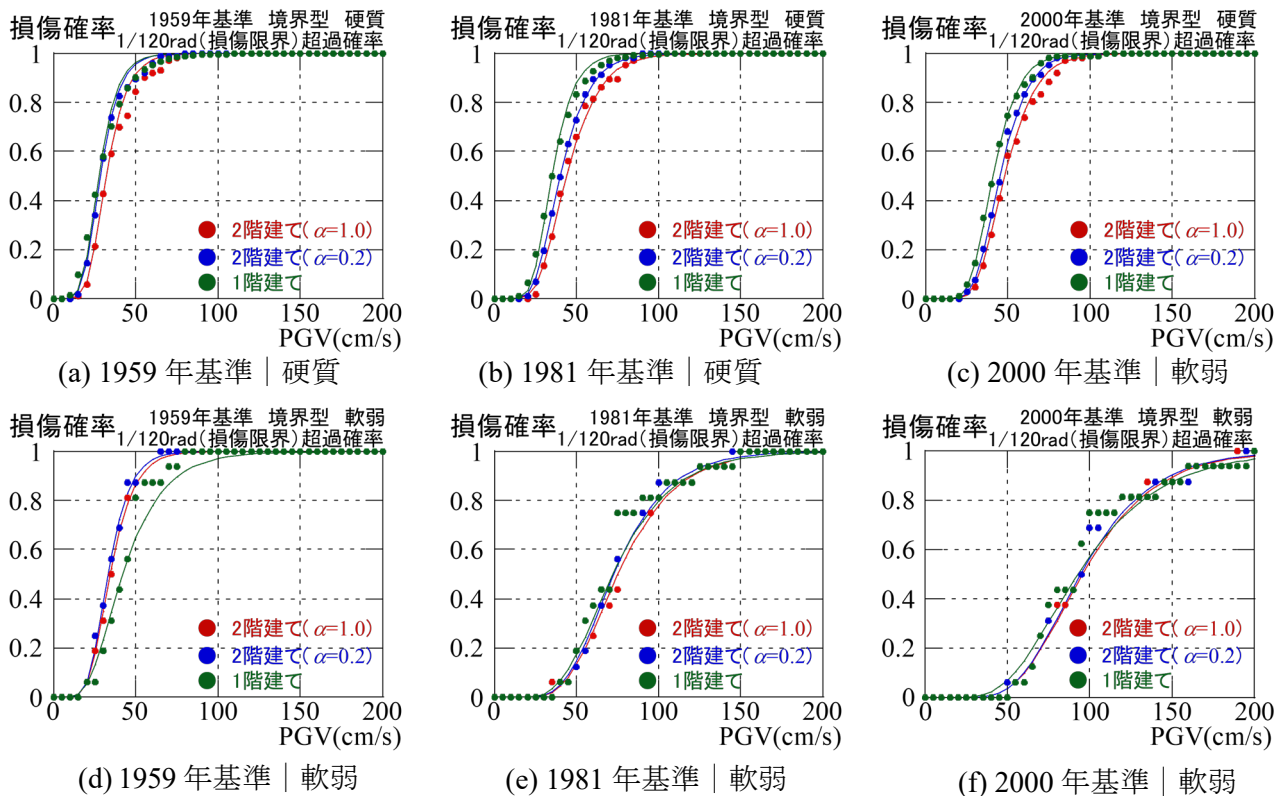 損傷確率
1959年基準 境界型 硬質
1/120rad(損傷限界)超過確率
1
0.8
0.6
0.4
0.2
0
2階建て(α=1.0)
2階建て(α=0.2)
1階建て
0 50 100 150 200
PGV(cm/s)
(a) 1959 年基準｜硬質
損傷確率
1981年基準 境界型 硬質
1/120rad(損傷限界)超過確率
1
0.8
0.6
0.4
0.2
0
2階建て(α=1.0)
2階建て(α=0.2)
1階建て
0 50 100 150 200
PGV(cm/s)
(b) 1981 年基準｜硬質
損傷確率
2000年基準 境界型 硬質
1/120rad(損傷限界)超過確率
1
0.8
0.6
0.4
0.2
0
2階建て(α=1.0)
2階建て(α=0.2)
1階建て
0 50 100 150 200
PGV(cm/s)
(c) 2000 年基準｜軟弱
損傷確率
1959年基準 境界型 軟弱
1/120rad(損傷限界)超過確率
1
0.8
0.6
0.4
0.2
0
2階建て(α=1.0)
2階建て(α=0.2)
1階建て
0 50 100 150 200
PGV(cm/s)
(d) 1959 年基準｜軟弱
損傷確率
1981年基準 境界型 軟弱
1/120rad(損傷限界)超過確率
1
0.8
0.6
0.4
0.2
0
2階建て(α=1.0)
2階建て(α=0.2)
1階建て
0 50 100 150 200
PGV(cm/s)
(e) 1981 年基準｜軟弱
損傷確率
2000年基準 境界型 軟弱
1/120rad(損傷限界)超過確率
1
0.8
0.6
0.4
0.2
0
2階建て(α=1.0)
2階建て(α=0.2)
1階建て
0 50 100 150 200
PGV(cm/s)
(f) 2000 年基準｜軟弱